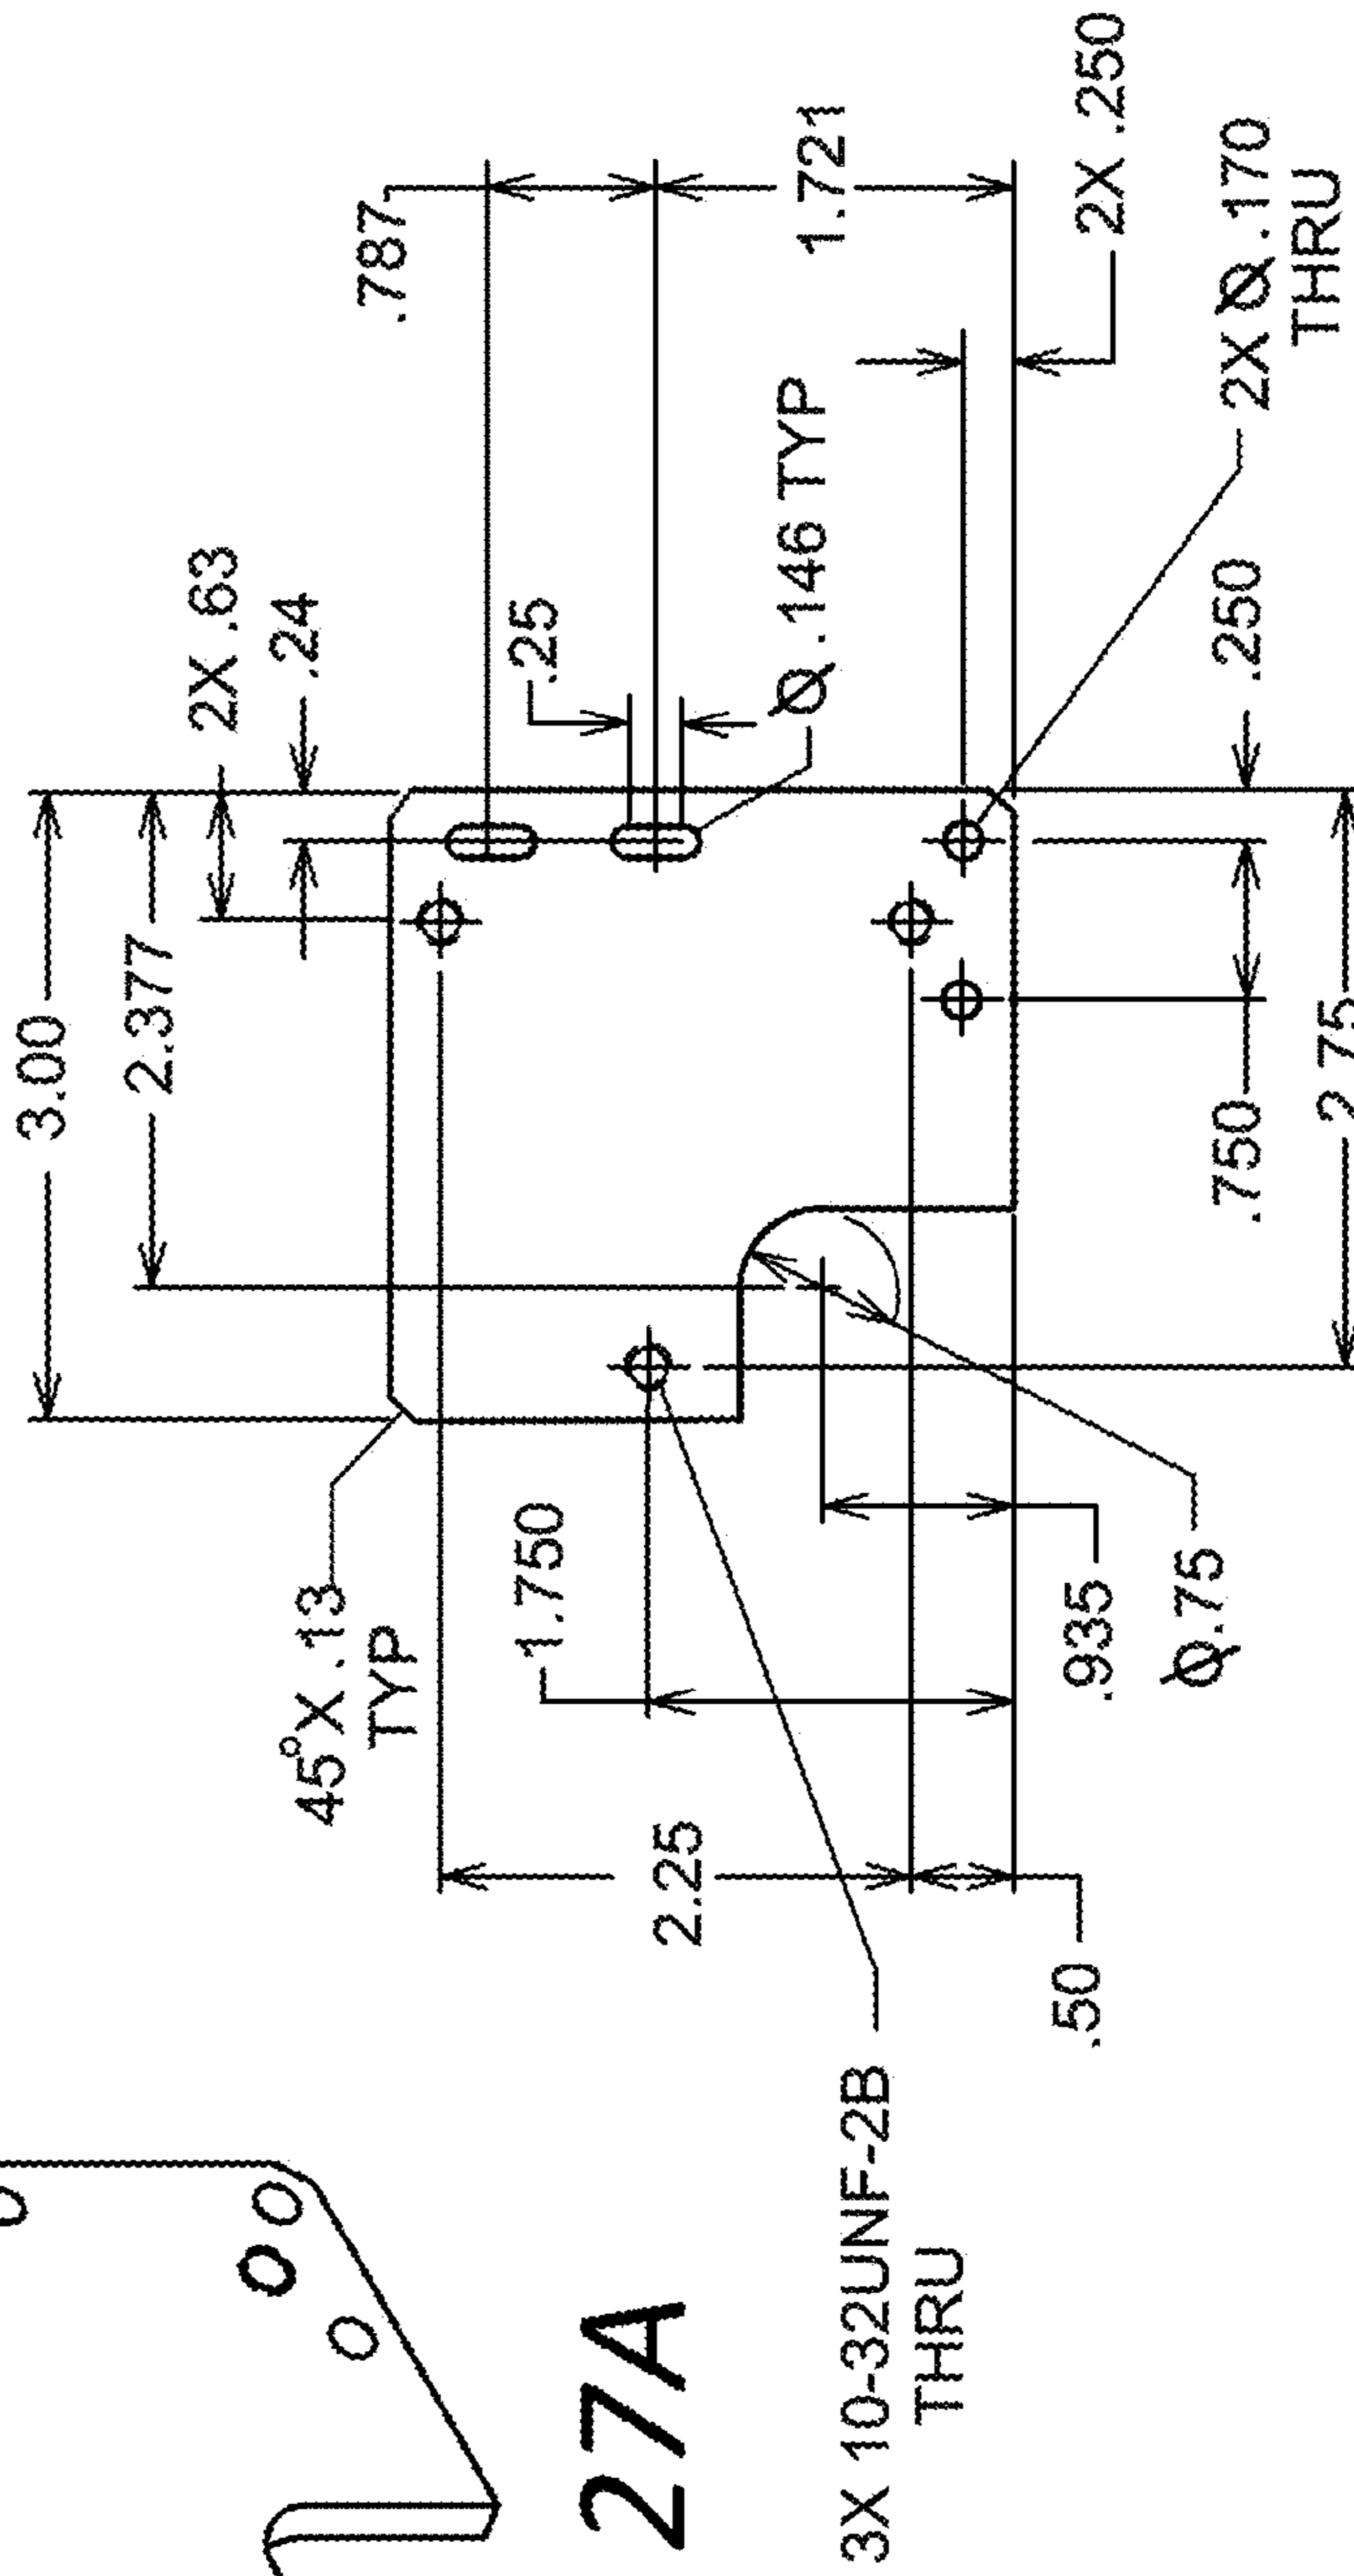 3.00
2.377
2X .63
.24
45°X .13
TYP
.787
1.750
.25
27A
2.25
Ø .146 TYP
1.721
3X 10-32UNF-2B
THRU
.50
.935
2X .250
Ø.75
.750
.250
2X Ø .170
THRU
2.75